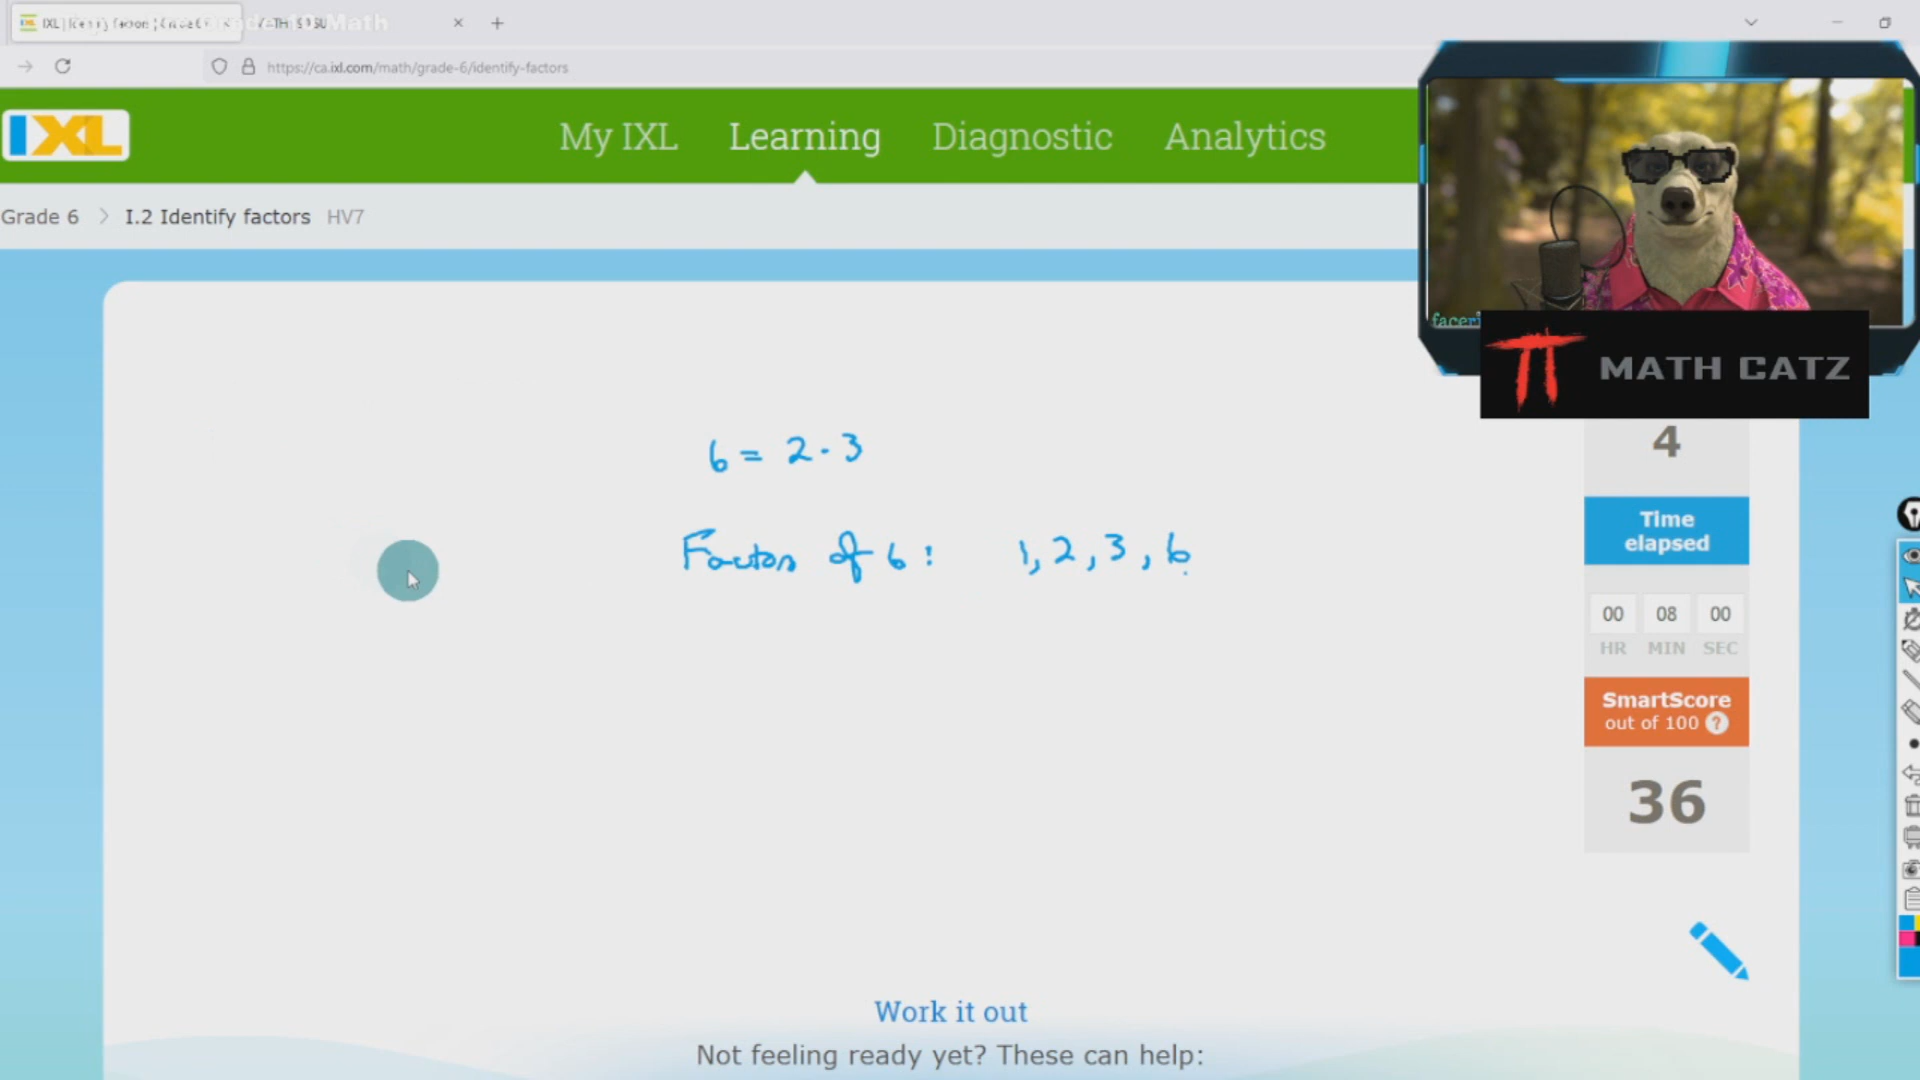 https://ca.ixl.com/math/grade-6/identify-factors
IXL
My IXL Learning Diagnostic Analytics
Grade 6 > I.2 Identify factors HV7
faceri
π MATH CATZ
6 = 2 · 3
Factors of 6 : 1, 2, 3, 6
4
Time
elapsed
00 08 00
HR MIN SEC
SmartScore
out of 100 ?
36
Work it out
Not feeling ready yet? These can help: